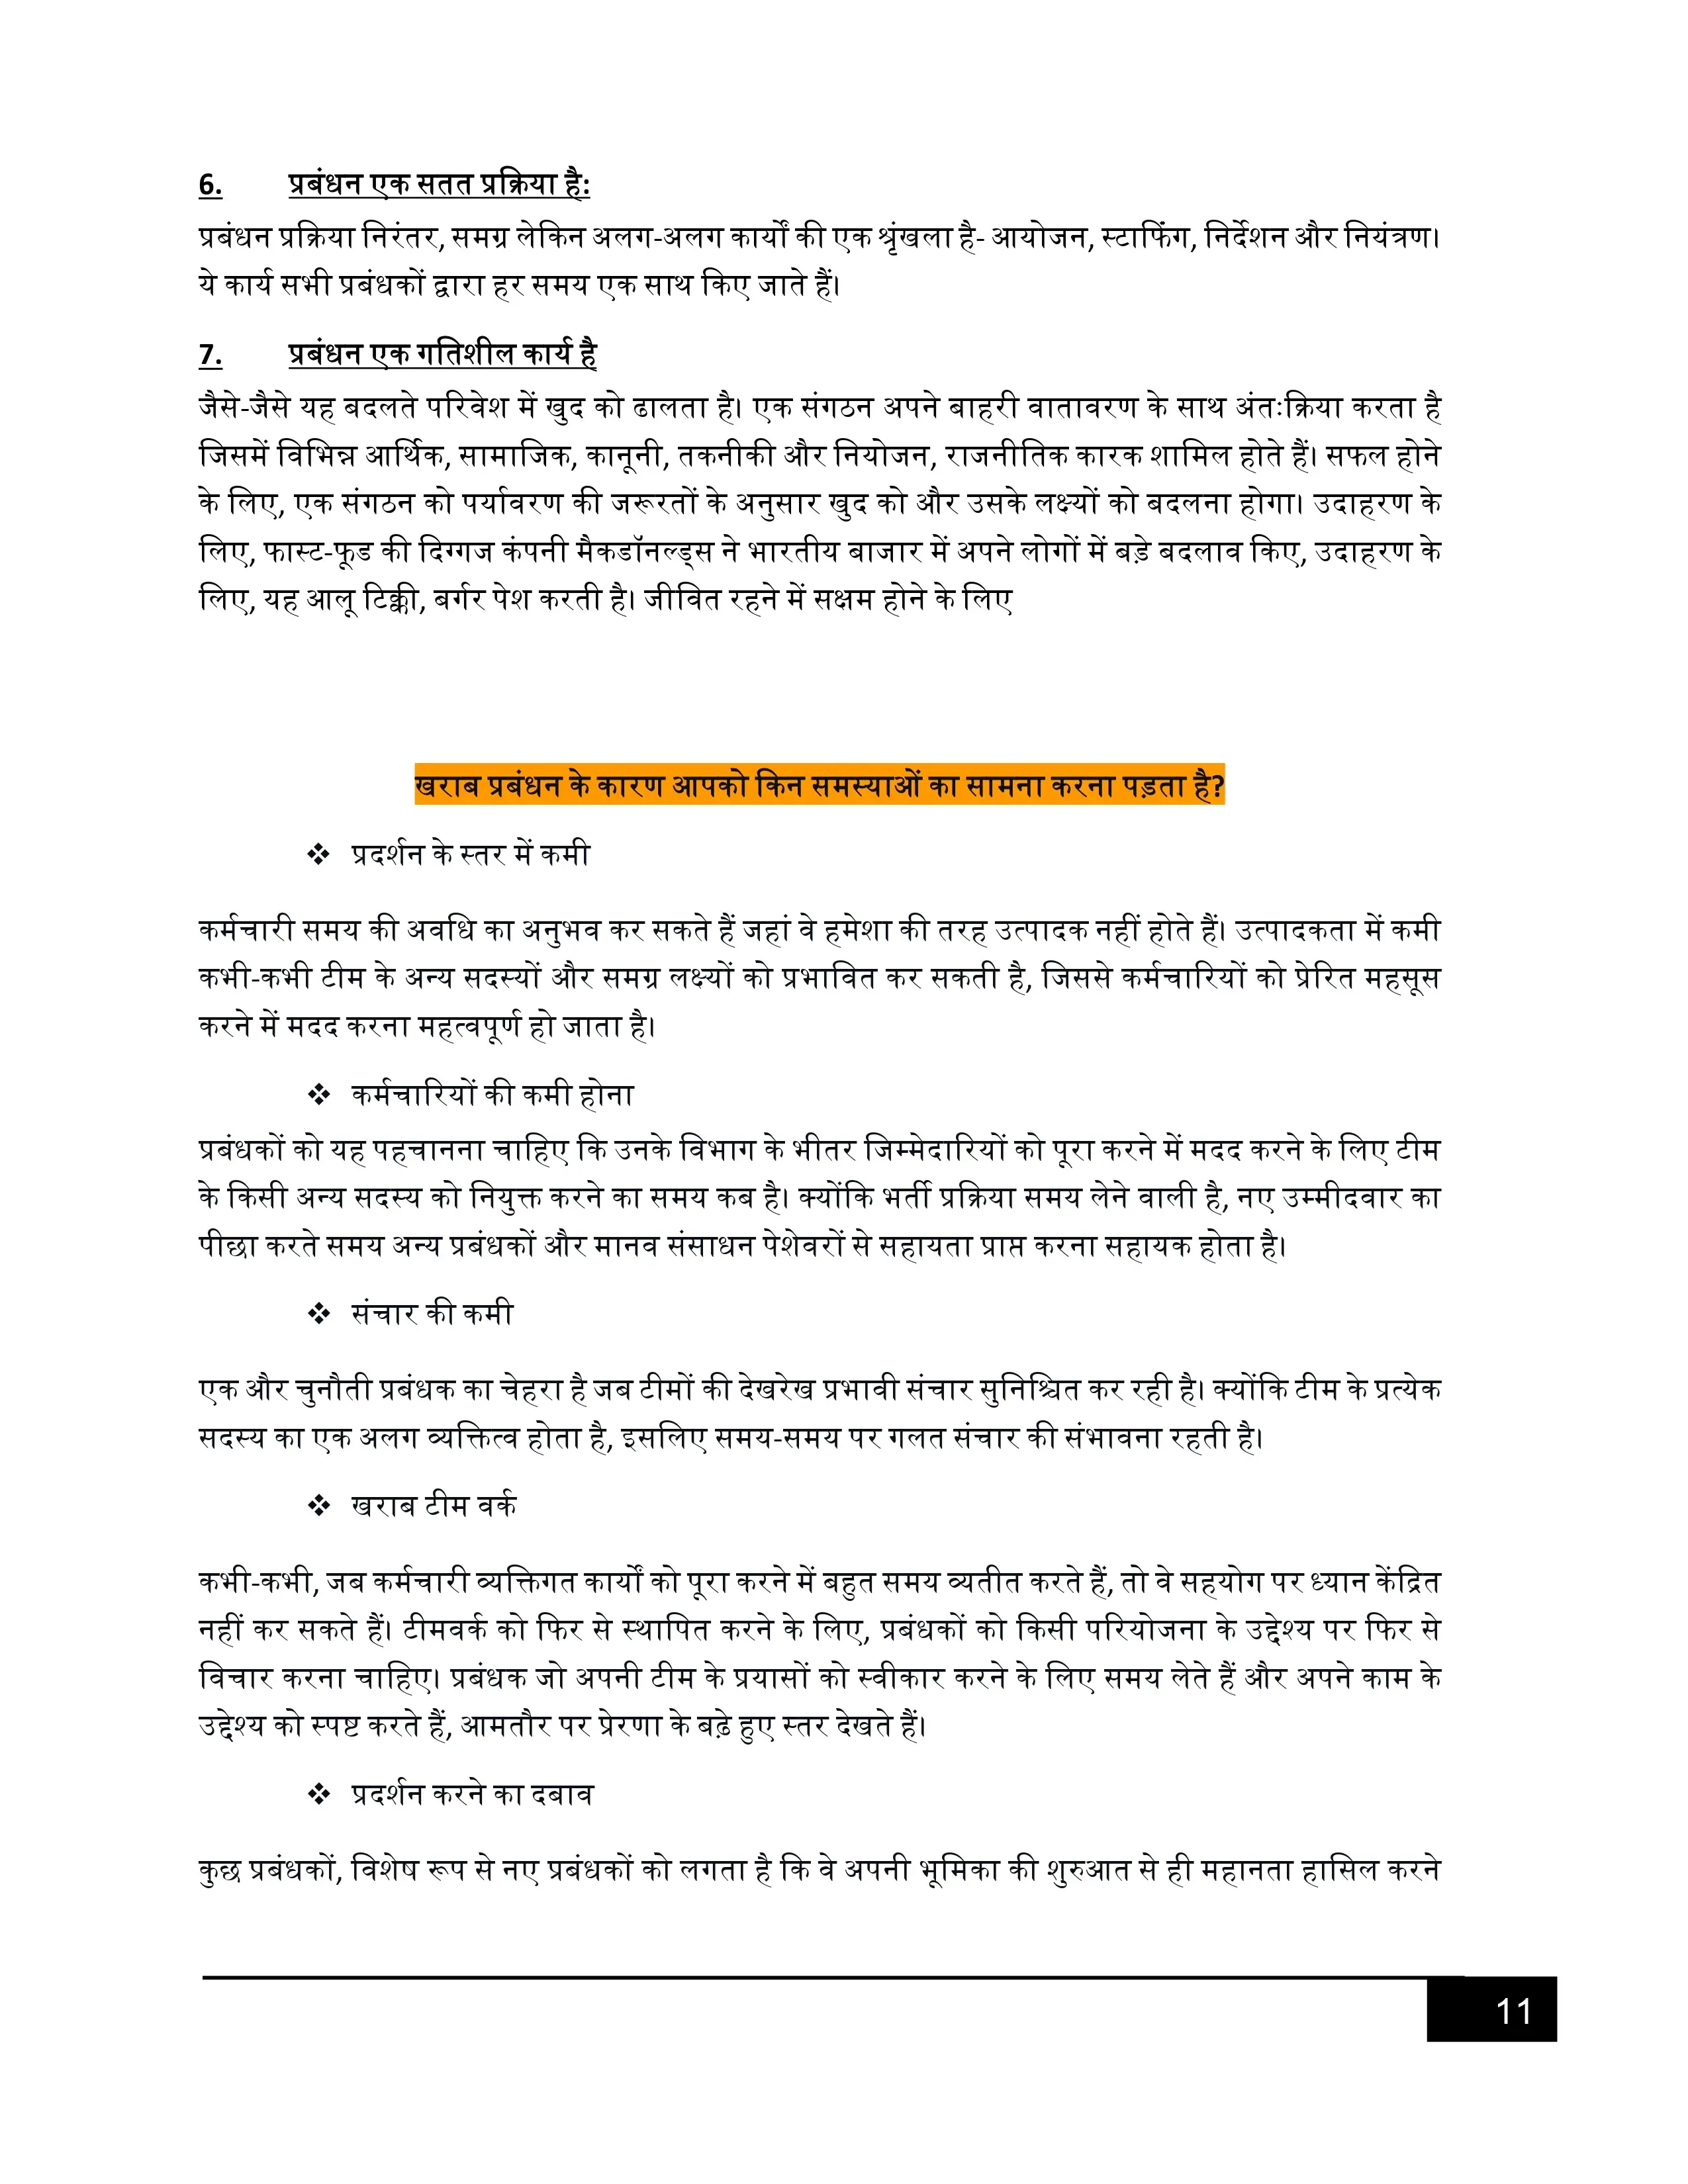 6. प्रबंधन एक सतत प्रक्रिया है:
प्रबंधन प्रक्रिया निरंतर, समग्र लेकिन अलग-अलग कार्यों की एक श्रृंखला है- आयोजन, स्टाफिंग, निर्देशन और नियंत्रण।
ये कार्य सभी प्रबंधकों द्वारा हर समय एक साथ किए जाते हैं।
7. प्रबंधन एक गतिशील कार्य है
जैसे-जैसे यह बदलते परिवेश में खुद को ढालता है। एक संगठन अपने बाहरी वातावरण के साथ अंतःक्रिया करता है
जिसमें विभिन्न आर्थिक, सामाजिक, कानूनी, तकनीकी और नियोजन, राजनीतिक कारक शामिल होते हैं। सफल होने
के लिए, एक संगठन को पर्यावरण की जरूरतों के अनुसार खुद को और उसके लक्ष्यों को बदलना होगा। उदाहरण के
लिए, फास्ट-फूड की दिग्गज कंपनी मैकडॉनल्ड्स ने भारतीय बाजार में अपने लोगों में बड़े बदलाव किए, उदाहरण के
लिए, यह आलू टिक्की, बर्गर पेश करती है। जीवित रहने में सक्षम होने के लिए
खराब प्रबंधन के कारण आपको किन समस्याओं का सामना करना पड़ता है?
❖ प्रदर्शन के स्तर में कमी
कर्मचारी समय की अवधि का अनुभव कर सकते हैं जहां वे हमेशा की तरह उत्पादक नहीं होते हैं। उत्पादकता में कमी
कभी-कभी टीम के अन्य सदस्यों और समग्र लक्ष्यों को प्रभावित कर सकती है, जिससे कर्मचारियों को प्रेरित महसूस
करने में मदद करना महत्वपूर्ण हो जाता है।
❖ कर्मचारियों की कमी होना
प्रबंधकों को यह पहचानना चाहिए कि उनके विभाग के भीतर जिम्मेदारियों को पूरा करने में मदद करने के लिए टीम
के किसी अन्य सदस्य को नियुक्त करने का समय कब है। क्योंकि भर्ती प्रक्रिया समय लेने वाली है, नए उम्मीदवार का
पीछा करते समय अन्य प्रबंधकों और मानव संसाधन पेशेवरों से सहायता प्राप्त करना सहायक होता है।
❖ संचार की कमी
एक और चुनौती प्रबंधक का चेहरा है जब टीमों की देखरेख प्रभावी संचार सुनिश्चित कर रही है। क्योंकि टीम के प्रत्येक
सदस्य का एक अलग व्यक्तित्व होता है, इसलिए समय-समय पर गलत संचार की संभावना रहती है।
❖ खराब टीम वर्क
कभी-कभी, जब कर्मचारी व्यक्तिगत कार्यों को पूरा करने में बहुत समय व्यतीत करते हैं, तो वे सहयोग पर ध्यान केंद्रित
नहीं कर सकते हैं। टीमवर्क को फिर से स्थापित करने के लिए, प्रबंधकों को किसी परियोजना के उद्देश्य पर फिर से
विचार करना चाहिए। प्रबंधक जो अपनी टीम के प्रयासों को स्वीकार करने के लिए समय लेते हैं और अपने काम के
उद्देश्य को स्पष्ट करते हैं, आमतौर पर प्रेरणा के बढ़े हुए स्तर देखते हैं।
❖ प्रदर्शन करने का दबाव
कुछ प्रबंधकों, विशेष रूप से नए प्रबंधकों को लगता है कि वे अपनी भूमिका की शुरुआत से ही महानता हासिल करने
11